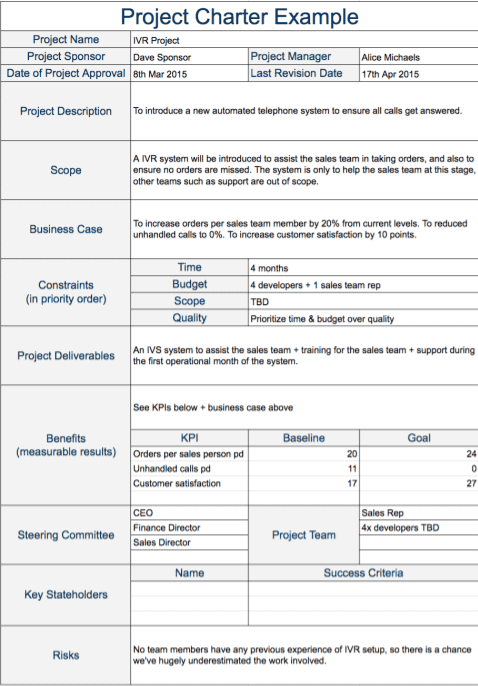 Project Charter Example
Project Name IVR Project
Project Sponsor Dave Sponsor Project Manager Alice Michaels
Date of Project Approval 8th Mar 2015 Last Revision Date 17th Apr 2015
Project Description To introduce a new automated telephone system to ensure all calls get answered.
Scope
A IVR system will be introduced to assist the sales team in taking orders, and also to
ensure no orders are missed. The system is only to help the sales team at this stage,
other teams such as support are out of scope.
Business Case
To increase orders per sales team member by 20% from current levels. To reduced
unhandled calls to 0%. To increase customer satisfaction by 10 points.
Constraints
(in priority order)
Time 4 months
Budget 4 developers + 1 sales team rep
Scope TBD
Quality Prioritize time & budget over quality
Project Deliverables
An IVS system to assist the sales team + training for the sales team + support during
the first operational month of the system.
Benefits
(measurable results)
See KPIs below + business case above
KPI Baseline Goal
Orders per sales person pd 20 24
Unhandled calls pd 11 0
Customer satisfaction 17 27
Steering Committee
CEO
Finance Director
Sales Director
Project Team
Sales Rep
4x developers TBD
Key Stateholders
Name Success Criteria
Risks
No team members have any previous experience of IVR setup, so there is a chance
we've hugely underestimated the work involved.